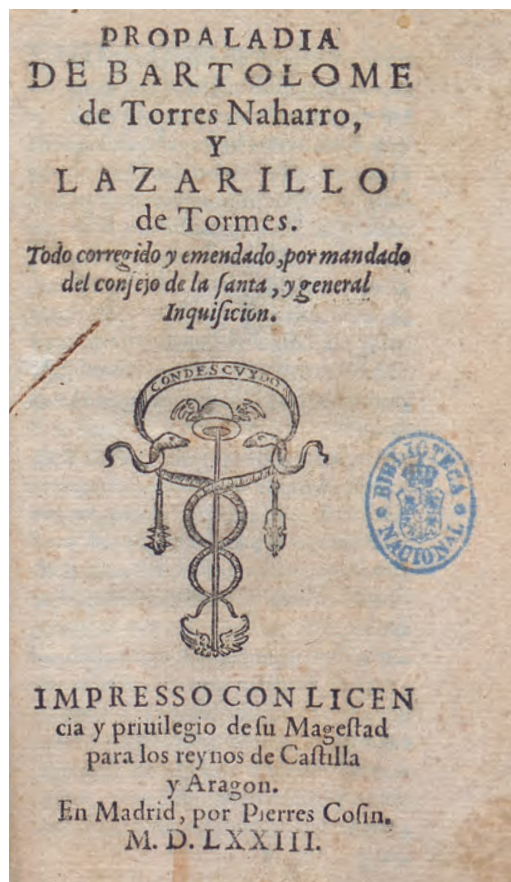 PROPALADIA
DE BARTOLOME
de Torres Naharro,
Y
LAZARILLO
de Tormes.
Todo corregido y emendado, por mandado
del consejo de la ſanta, y general
Inquiſicion.
CONDESCVYDO
BIBLIOTECA
NACIONAL
IMPRESSO CON LICEN
cia y priuilegio de ſu Mageſtad
para los reynos de Caſtilla
y Aragon.
En Madrid, por Pierres Coſin.
M. D. LXXIII.